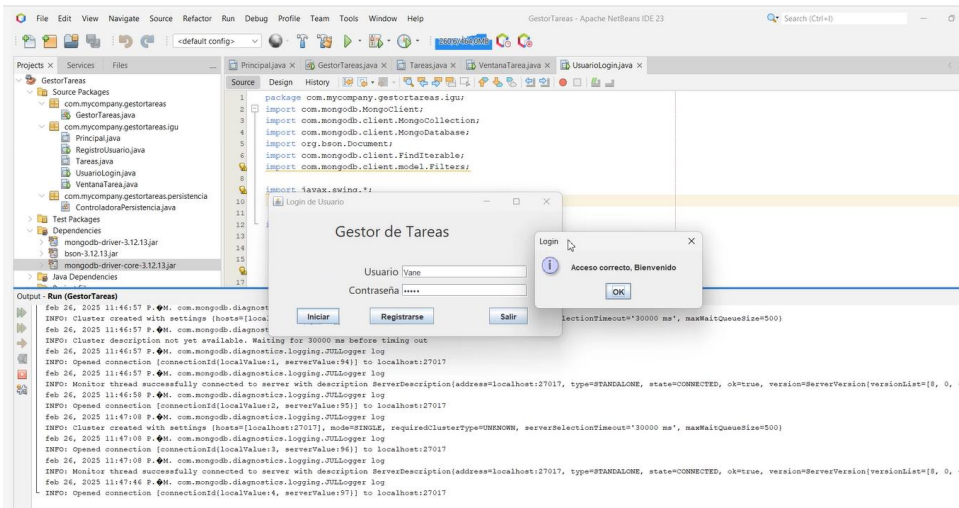 File Edit View Navigate Source Refactor Run Debug Profile Team Tools Window Help GestorTareas - Apache NetBeans IDE 23 Search (Ctrl+I)
<default config>
Projects × Services Files
Principal.java × GestorTareas.java × Tareas.java × VentanaTarea.java × UsuarioLogin.java ×
Source Design History
GestorTareas
Source Packages
com.mycompany.gestortareas
GestorTareas.java
com.mycompany.gestortareas.igu
Principal.java
RegistroUsuario.java
Tareas.java
UsuarioLogin.java
VentanaTarea.java
com.mycompany.gestortareas.persistencia
ControladoraPersistencia.java
Test Packages
Dependencies
mongodb-driver-3.12.13.jar
bson-3.12.13.jar
mongodb-driver-core-3.12.13.jar
Java Dependencies
1 package com.mycompany.gestortareas.igu;
2 import com.mongodb.MongoClient;
3 import com.mongodb.client.MongoCollection;
4 import com.mongodb.client.MongoDatabase;
5 import org.bson.Document;
6 import com.mongodb.client.FindIterable;
import com.mongodb.client.model.Filters;
8
import javax.swing.*;
10
11
12
13
14
15
17
Login de Usuario
Gestor de Tareas
Usuario Vane
Contraseña •••••
Iniciar Registrarse Salir
Login
Acceso correcto, Bienvenido
OK
Output - Run (GestorTareas)
feb 26, 2025 11:46:57 P.�M. com.mongodb.diagnost
INFO: Cluster created with settings {hosts=[loca lectionTimeout='30000 ms', maxWaitQueueSize=500}
feb 26, 2025 11:46:57 P.�M. com.mongodb.diagnost
INFO: Cluster description not yet available. Waiting for 30000 ms before timing out
feb 26, 2025 11:46:57 P.�M. com.mongodb.diagnostics.logging.JULLogger log
INFO: Opened connection [connectionId{localValue:1, serverValue:94}] to localhost:27017
feb 26, 2025 11:46:57 P.�M. com.mongodb.diagnostics.logging.JULLogger log
INFO: Monitor thread successfully connected to server with description ServerDescription{address=localhost:27017, type=STANDALONE, state=CONNECTED, ok=true, version=ServerVersion{versionList=[8, 0,
feb 26, 2025 11:46:58 P.�M. com.mongodb.diagnostics.logging.JULLogger log
INFO: Opened connection [connectionId{localValue:2, serverValue:95}] to localhost:27017
feb 26, 2025 11:47:08 P.�M. com.mongodb.diagnostics.logging.JULLogger log
INFO: Cluster created with settings {hosts=[localhost:27017], mode=SINGLE, requiredClusterType=UNKNOWN, serverSelectionTimeout='30000 ms', maxWaitQueueSize=500}
feb 26, 2025 11:47:08 P.�M. com.mongodb.diagnostics.logging.JULLogger log
INFO: Opened connection [connectionId{localValue:3, serverValue:96}] to localhost:27017
feb 26, 2025 11:47:08 P.�M. com.mongodb.diagnostics.logging.JULLogger log
INFO: Monitor thread successfully connected to server with description ServerDescription{address=localhost:27017, type=STANDALONE, state=CONNECTED, ok=true, version=ServerVersion{versionList=[8, 0,
feb 26, 2025 11:47:46 P.�M. com.mongodb.diagnostics.logging.JULLogger log
INFO: Opened connection [connectionId{localValue:4, serverValue:97}] to localhost:27017